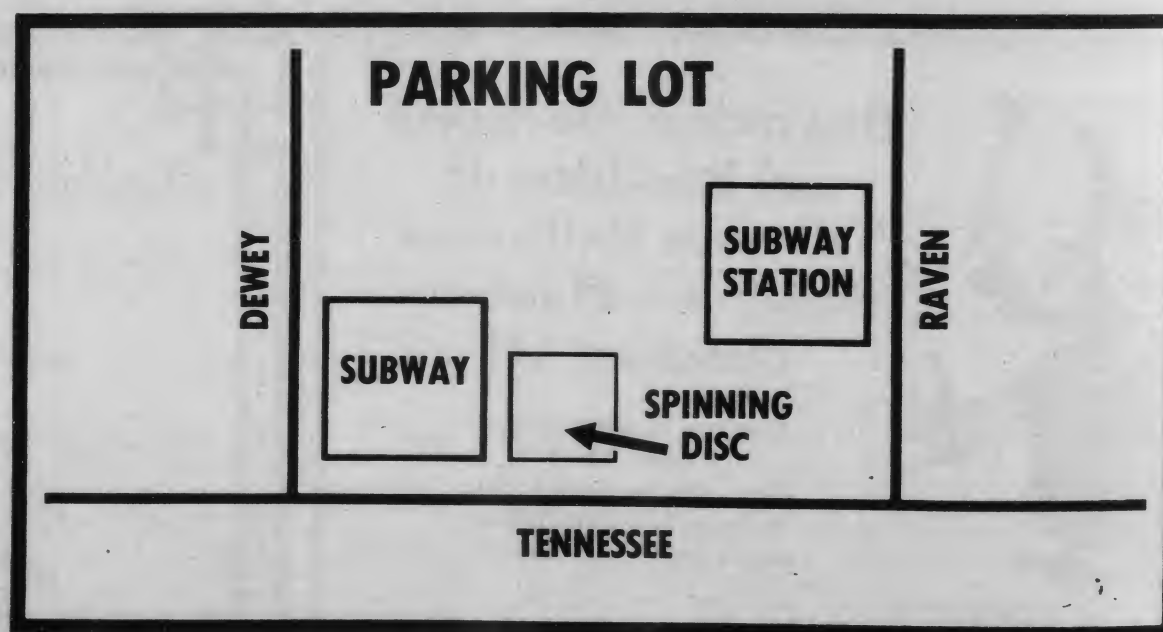 PARKING LOT
DEWEY
SUBWAY
STATION
RAVEN
SUBWAY
SPINNING
DISC
TENNESSEE